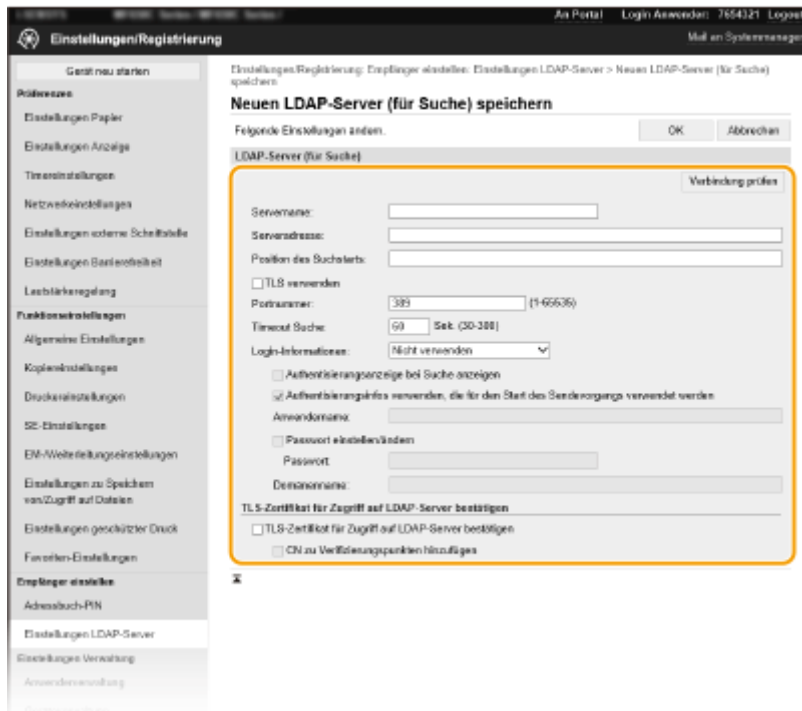 An Portal Login Anwender: 7654321 Logout
Einstellungen/Registrierung
Mail an Systemmanager
Gerät neu starten
Präferenzen
Einstellungen Papier
Einstellungen Anzeige
Timereinstellungen
Netzwerkeinstellungen
Einstellungen externe Schnittstelle
Einstellungen Barrierefreiheit
Lautstärkeregelung
Funktionseinstellungen
Allgemeine Einstellungen
Kopiereinstellungen
Druckereinstellungen
SE-Einstellungen
EM-/Weiterleitungseinstellungen
Einstellungen zu Speichern
von/Zugriff auf Dateien
Einstellungen geschützter Druck
Favoriten-Einstellungen
Empfänger einstellen
Adressbuch-PIN
Einstellungen LDAP-Server
Einstellungen Verwaltung
Anwenderverwaltung
Einstellungen/Registrierung: Empfänger einstellen: Einstellungen LDAP-Server > Neuen LDAP-Server (für Suche)
speichern
Neuen LDAP-Server (für Suche) speichern
Folgende Einstellungen ändern.
OK Abbrechen
LDAP-Server (für Suche)
Verbindung prüfen
Servername:
Serveradresse:
Position des Suchstarts:
TLS verwenden
Portnummer: 389 (1-65535)
Timeout Suche: 60 Sek. (30-300)
Login-Informationen: Nicht verwenden
Authentisierungsanzeige bei Suche anzeigen
Authentisierungsinfos verwenden, die für den Start des Sendevorgangs verwendet werden
Anwendername:
Passwort einstellen/ändern
Passwort:
Domänenname:
TLS-Zertifikat für Zugriff auf LDAP-Server bestätigen
TLS-Zertifikat für Zugriff auf LDAP-Server bestätigen
CN zu Verifizierungspunkten hinzufügen